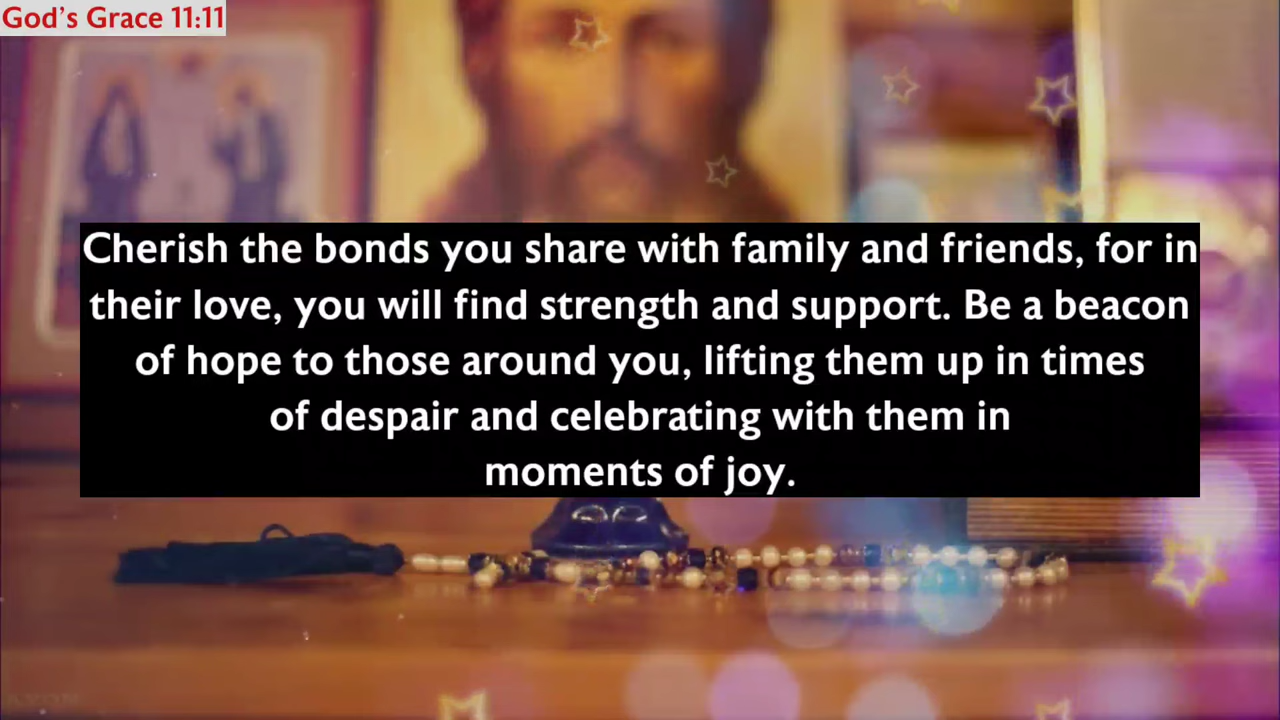 God's Grace 11:11
Cherish the bonds you share with family and friends, for in
their love, you will find strength and support. Be a beacon
of hope to those around you, lifting them up in times
of despair and celebrating with them in
moments of joy.